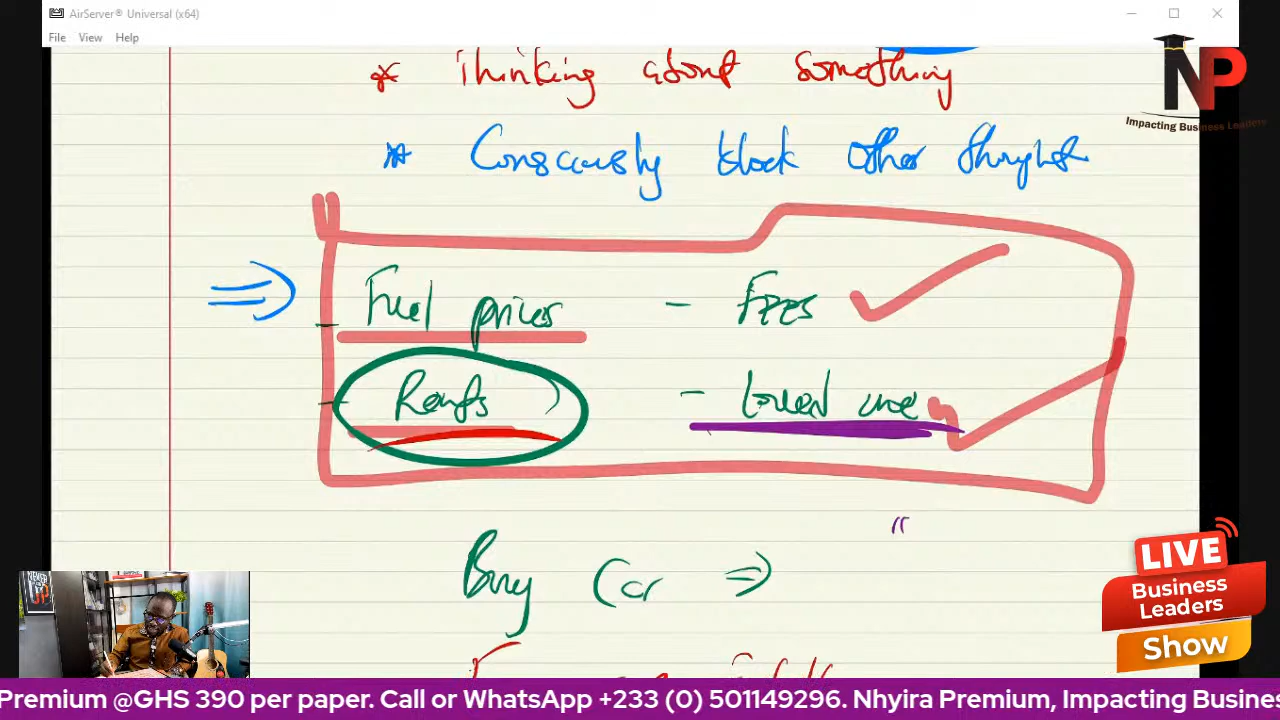 AirServer® Universal (x64)
File View Help
* Thinking about something
* Consciously block other thoughts
NP
Impacting Business Leaders
⇒
- Fuel prices - FEES
- Rents -
"
Buy Car ⇒
LIVE
Business
Leaders
Show
Premium @GHS 390 per paper. Call or WhatsApp +233 (0) 501149296. Nhyira Premium, Impacting Busines